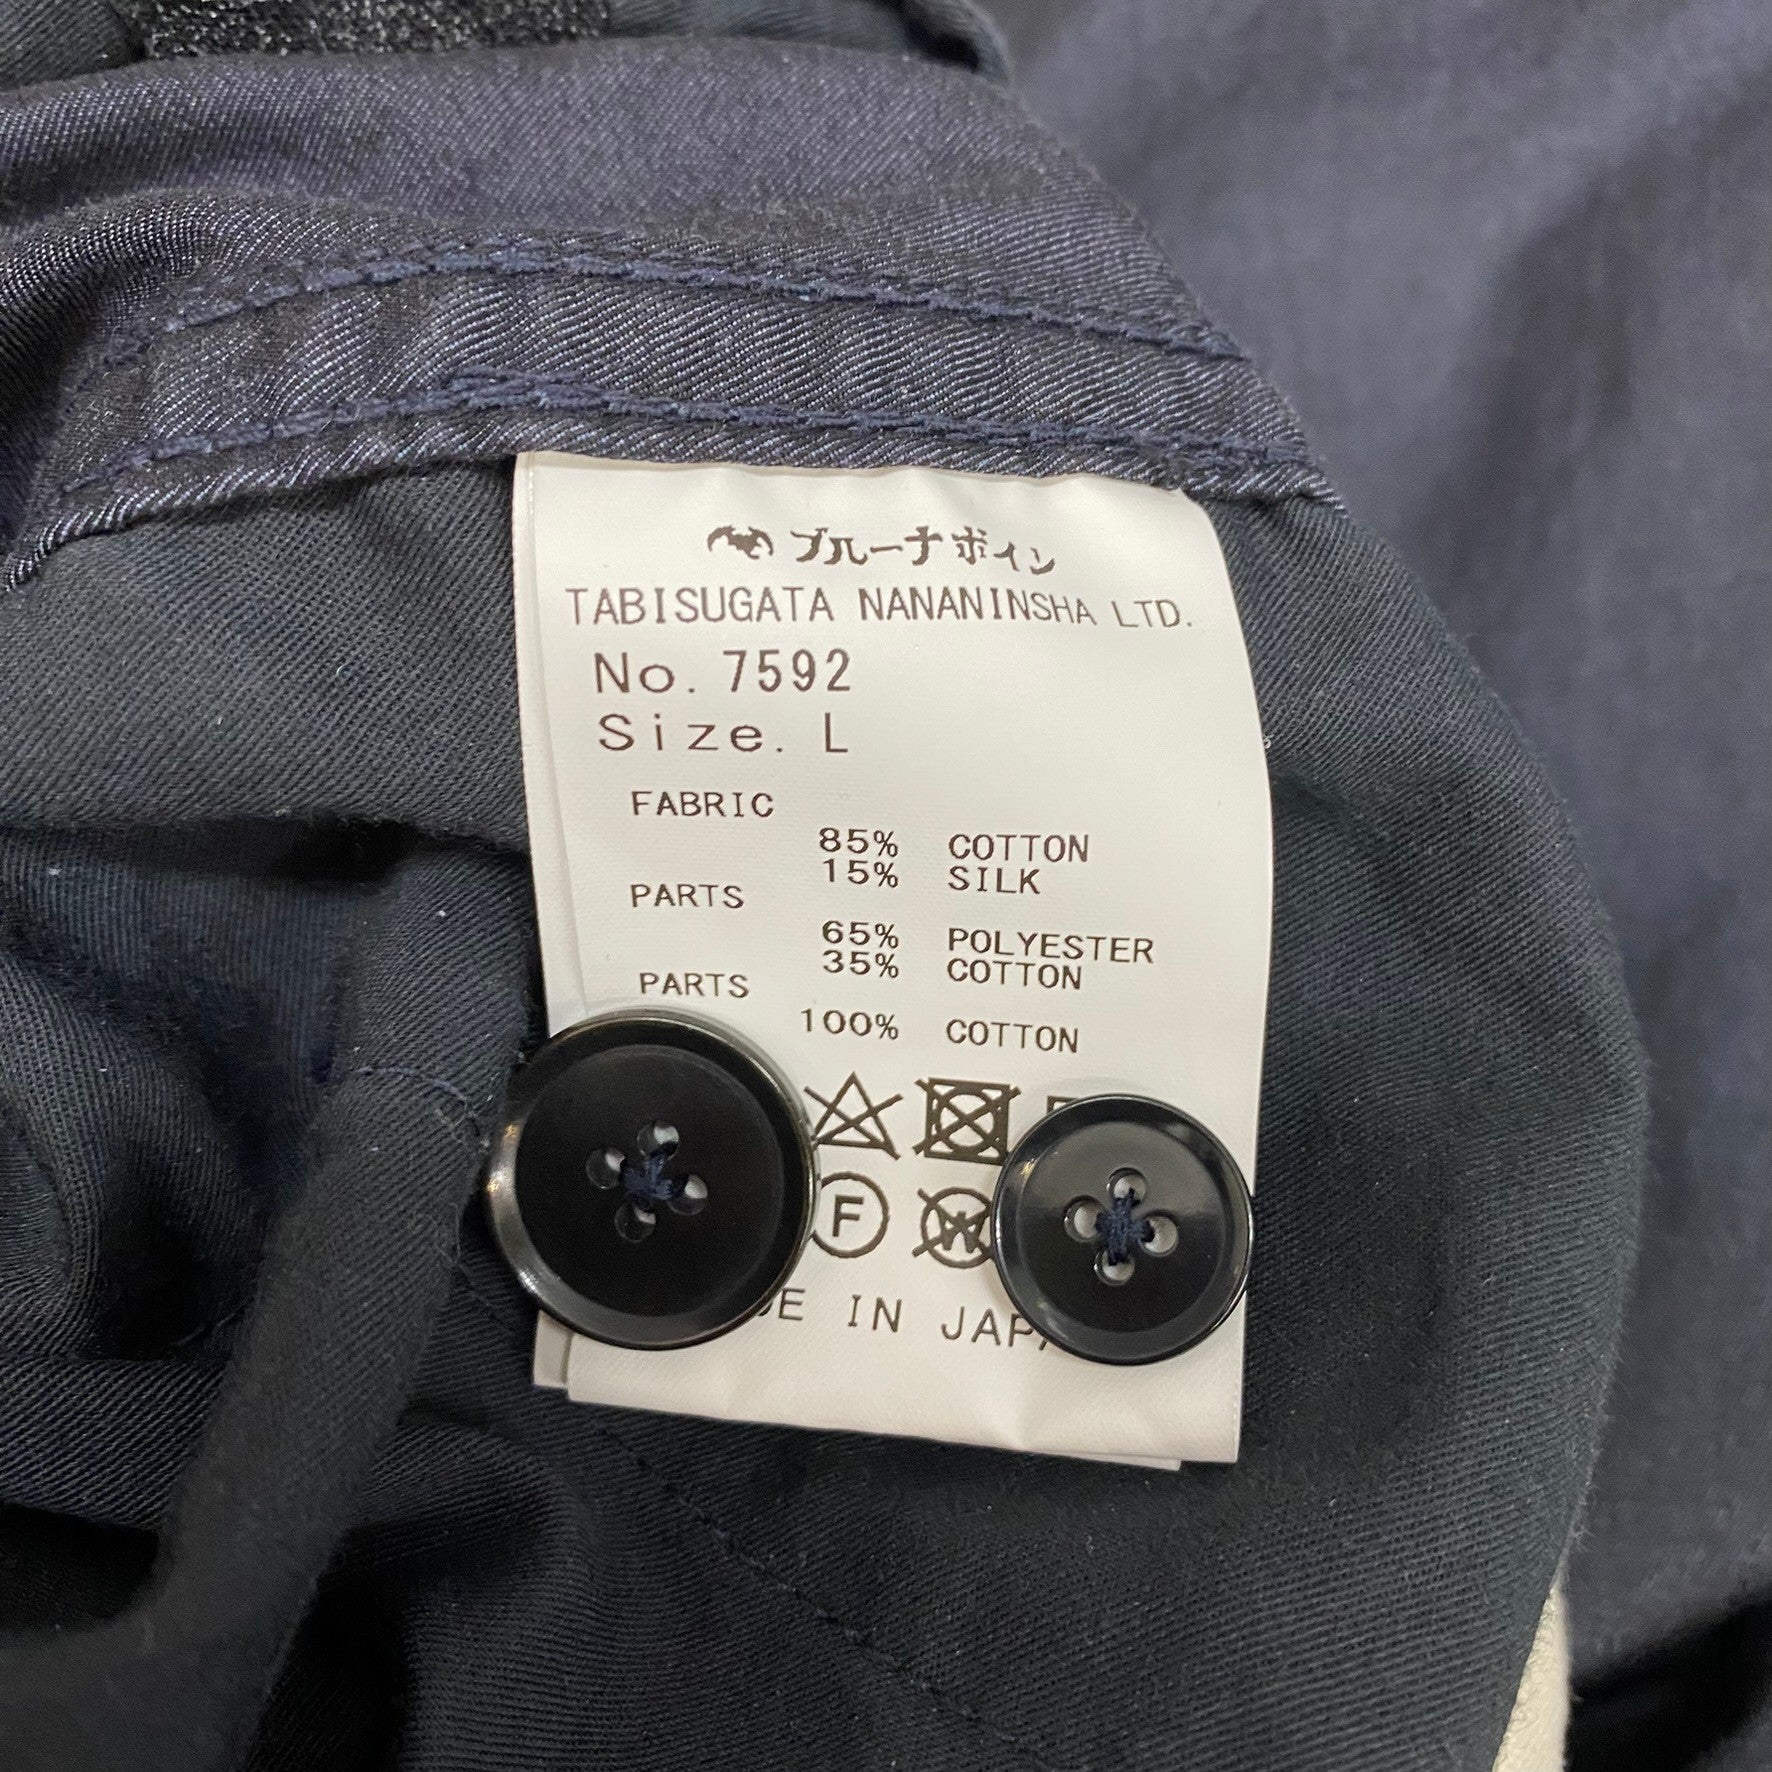 ブルーナボイン
TABISUGATA NANANINSHA LTD.
No. 7592
Size. L
FABRIC
85% COTTON
15% SILK
PARTS
65% POLYESTER
35% COTTON
PARTS
100% COTTON
F W
IN